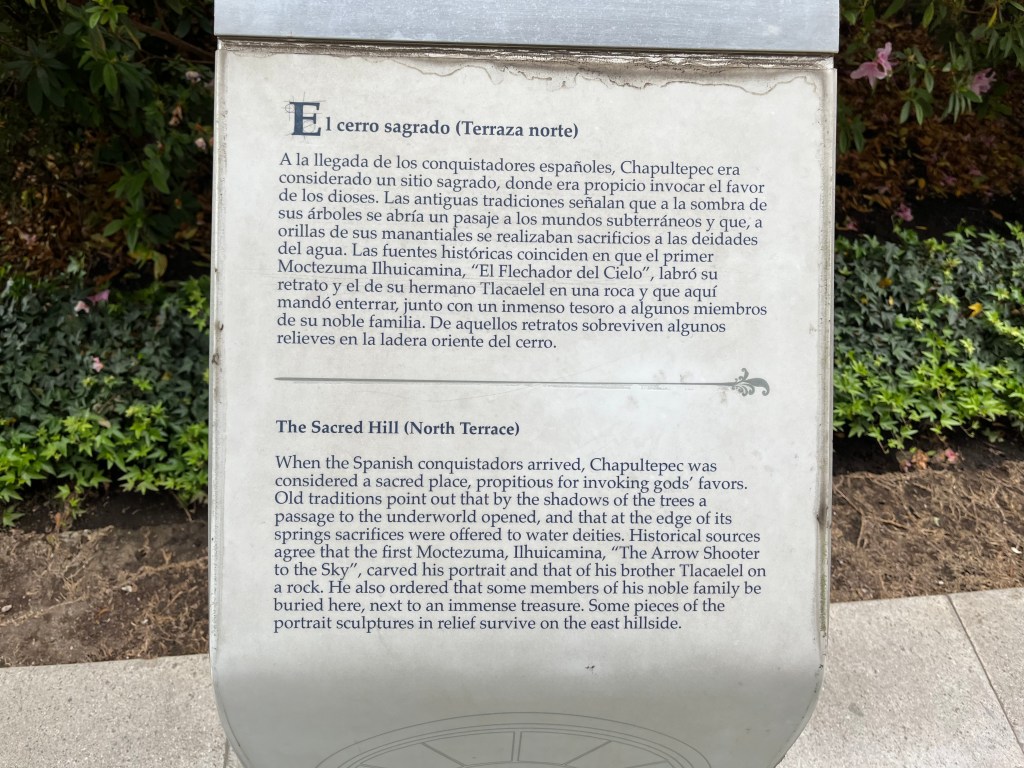 El cerro sagrado (Terraza norte)
A la llegada de los conquistadores españoles, Chapultepec era
considerado un sitio sagrado, donde era propicio invocar el favor
de los dioses. Las antiguas tradiciones señalan que a la sombra de
sus árboles se abría un pasaje a los mundos subterráneos y que, a
orillas de sus manantiales se realizaban sacrificios a las deidades
del agua. Las fuentes históricas coinciden en que el primer
Moctezuma Ilhuicamina, “El Flechador del Cielo”, labró su
retrato y el de su hermano Tlacaelel en una roca y que aquí
mandó enterrar, junto con un inmenso tesoro a algunos miembros
de su noble familia. De aquellos retratos sobreviven algunos
relieves en la ladera oriente del cerro.
The Sacred Hill (North Terrace)
When the Spanish conquistadors arrived, Chapultepec was
considered a sacred place, propitious for invoking gods’ favors.
Old traditions point out that by the shadows of the trees a
passage to the underworld opened, and that at the edge of its
springs sacrifices were offered to water deities. Historical sources
agree that the first Moctezuma, Ilhuicamina, “The Arrow Shooter
to the Sky”, carved his portrait and that of his brother Tlacaelel on
a rock. He also ordered that some members of his noble family be
buried here, next to an immense treasure. Some pieces of the
portrait sculptures in relief survive on the east hillside.